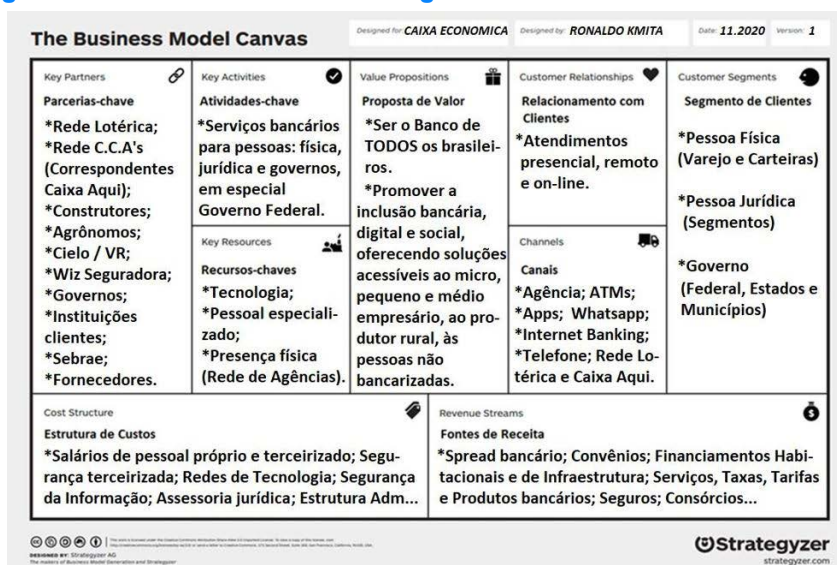 The Business Model Canvas
Designed for: CAIXA ECONOMICA
Designed by: RONALDO KMITA
Date: 11.2020
Version: 1
Key Partners
Parcerias-chave
*Rede Lotérica;
*Rede C.C.A's
(Correspondentes
Caixa Aqui);
*Construtores;
*Agrônomos;
*Cielo / VR;
*Wiz Seguradora;
*Governos;
*Instituições
clientes;
*Sebrae;
*Fornecedores.
Key Activities
Atividades-chave
*Serviços bancários
para pessoas: física,
jurídica e governos,
em especial
Governo Federal.
Key Resources
Recursos-chaves
*Tecnologia;
*Pessoal especiali-
zado;
*Presença física
(Rede de Agências).
Value Propositions
Proposta de Valor
*Ser o Banco de
TODOS os brasilei-
ros.
*Promover a
inclusão bancária,
digital e social,
oferecendo soluções
acessíveis ao micro,
pequeno e médio
empresário, ao pro-
dutor rural, às
pessoas não
bancarizadas.
Customer Relationships
Relacionamento com
Clientes
*Atendimentos
presencial, remoto
e on-line.
Channels
Canais
*Agência; ATMs;
*Apps; Whatsapp;
*Internet Banking;
*Telefone; Rede Lo-
térica e Caixa Aqui.
Customer Segments
Segmento de Clientes
*Pessoa Física
(Varejo e Carteiras)
*Pessoa Jurídica
(Segmentos)
*Governo
(Federal, Estados e
Municípios)
Cost Structure
Estrutura de Custos
*Salários de pessoal próprio e terceirizado; Segu-
rança terceirizada; Redes de Tecnologia; Segurança
da Informação; Assessoria jurídica; Estrutura Adm...
Revenue Streams
Fontes de Receita
*Spread bancário; Convênios; Financiamentos Habi-
tacionais e de Infraestrutura; Serviços, Taxas, Tarifas
e Produtos bancários; Seguros; Consórcios...
DESIGNED BY: Strategyzer AG
The makers of Business Model Generation and Strategyzer
Strategyzer
strategyzer.com